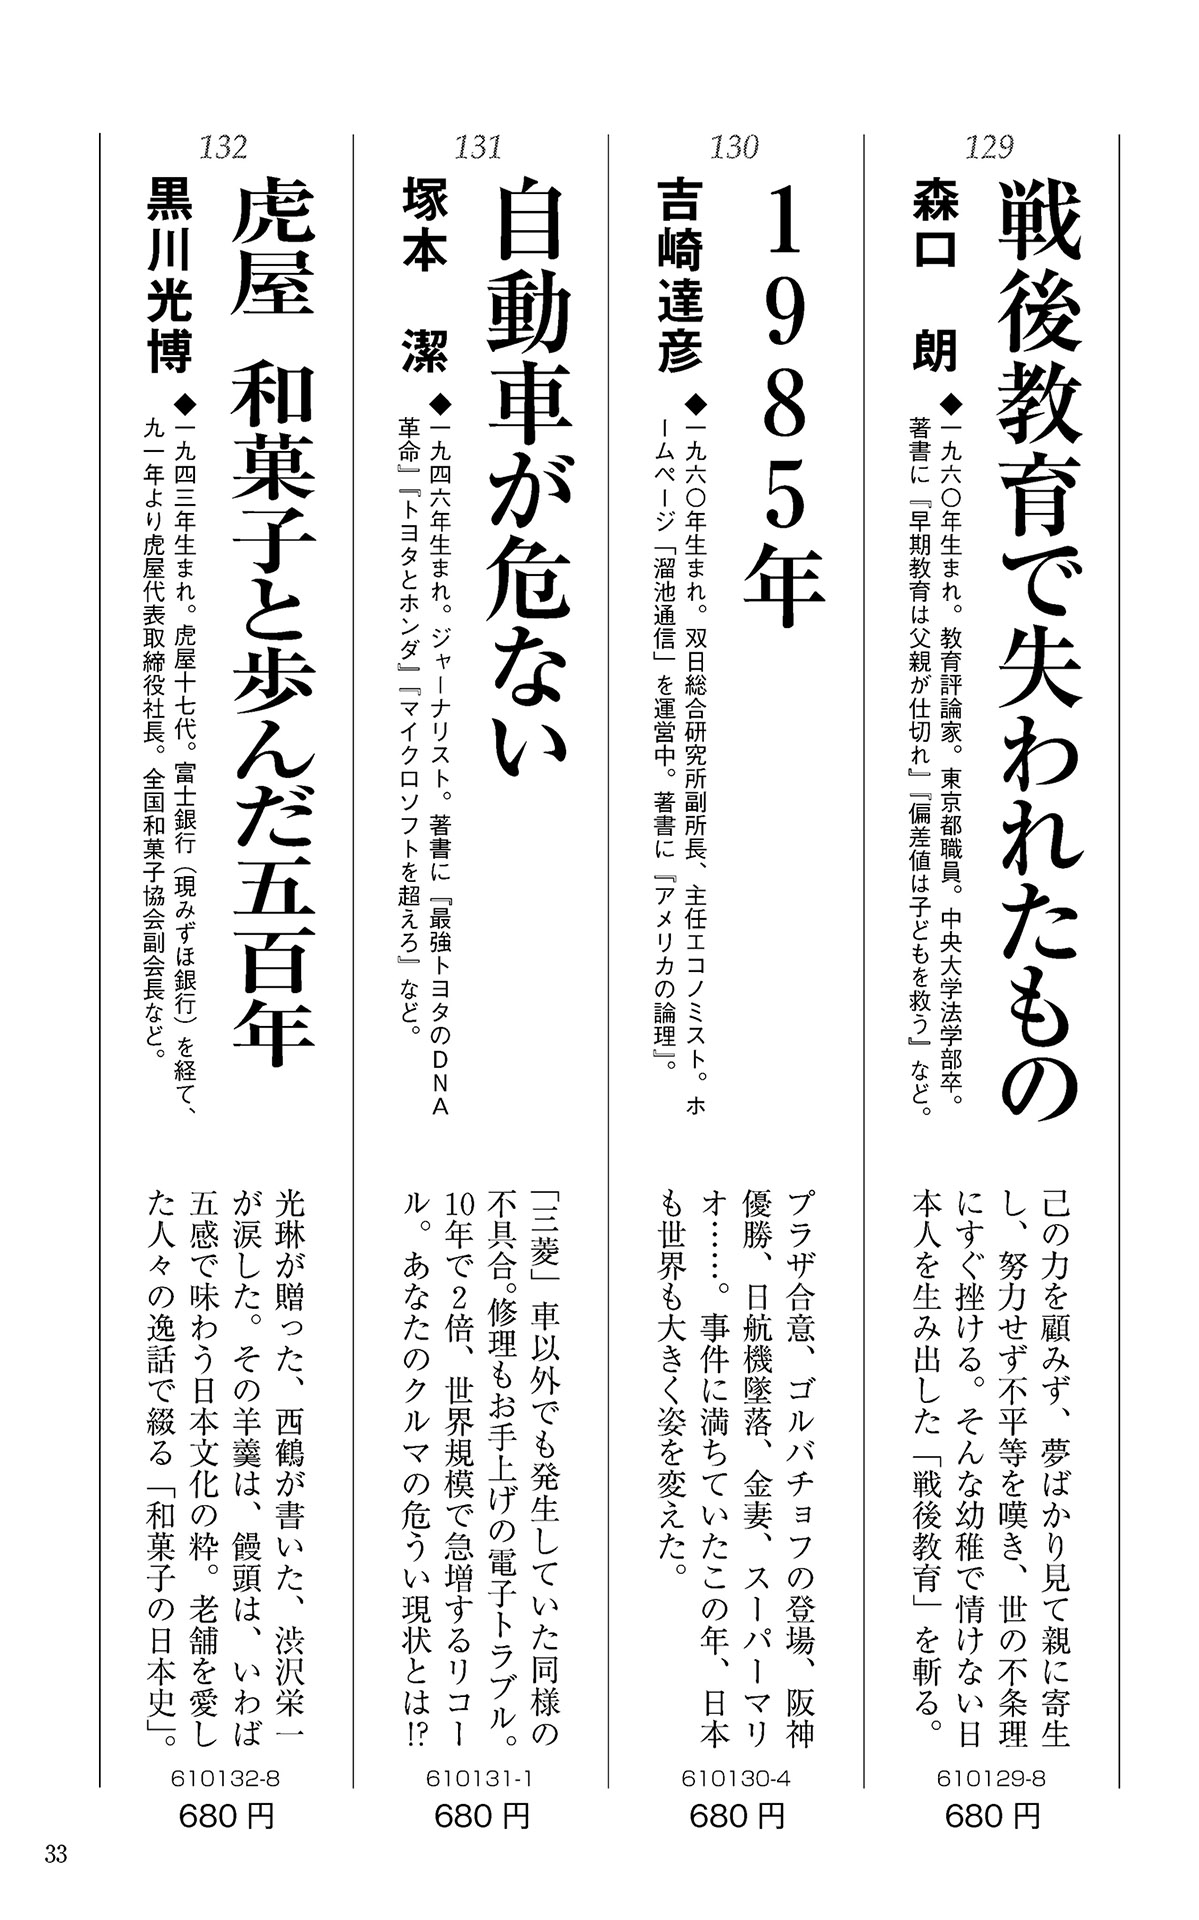 129
戦後教育で失われたもの
森口 朗
◆一九六〇年生まれ。教育評論家。東京都職員。中央大学法学部卒。
著書に『早期教育は父親が仕切れ』『偏差値は子どもを救う』など。
己の力を顧みず、夢ばかり見て親に寄生
し、努力せず不平等を嘆き、世の不条理
にすぐ挫ける。そんな幼稚で情けない日
本人を生み出した「戦後教育」を斬る。
610129-8
680円
130
1985年
吉崎達彦
◆一九六〇年生まれ。双日総合研究所副所長、主任エコノミスト。ホ
ームページ「溜池通信」を運営中。著書に『アメリカの論理』。
プラザ合意、ゴルバチョフの登場、阪神
優勝、日航機墜落、金妻、スーパーマリ
オ……。事件に満ちていたこの年、日本
も世界も大きく姿を変えた。
610130-4
680円
131
自動車が危ない
塚本 潔
◆一九四六年生まれ。ジャーナリスト。著書に『最強トヨタのDNA
革命』『トヨタとホンダ』『マイクロソフトを超えろ』など。
「三菱」車以外でも発生していた同様の
不具合。修理もお手上げの電子トラブル。
10年で2倍、世界規模で急増するリコー
ル。あなたのクルマの危うい現状とは!?
610131-1
680円
132
虎屋 和菓子と歩んだ五百年
黒川光博
◆一九四三年生まれ。虎屋十七代。富士銀行（現みずほ銀行）を経て、
九一年より虎屋代表取締役社長。全国和菓子協会副会長など。
光琳が贈った、西鶴が書いた、渋沢栄一
が涙した。その羊羹は、饅頭は、いわば
五感で味わう日本文化の粋。老舗を愛し
た人々の逸話で綴る「和菓子の日本史」。
610132-8
680円
33